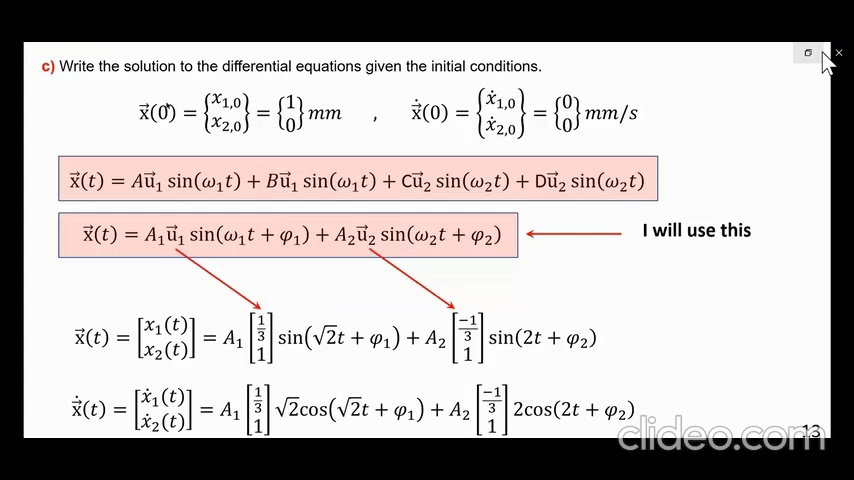 c) Write the solution to the differential equations given the initial conditions.
x⃗(0) = {x₁,₀ x₂,₀} = {1 0} mm , ẋ⃗(0) = {ẋ₁,₀ ẋ₂,₀} = {0 0} mm/s
x⃗(t) = Au⃗₁ sin(ω₁t) + Bu⃗₁ sin(ω₁t) + Cu⃗₂ sin(ω₂t) + Du⃗₂ sin(ω₂t)
x⃗(t) = A₁u⃗₁ sin(ω₁t + φ₁) + A₂u⃗₂ sin(ω₂t + φ₂)
I will use this
x⃗(t) = [x₁(t) x₂(t)] = A₁ [1/3 1] sin(√2t + φ₁) + A₂ [-1/3 1] sin(2t + φ₂)
ẋ⃗(t) = [ẋ₁(t) ẋ₂(t)] = A₁ [1/3 1] √2cos(√2t + φ₁) + A₂ [-1/3 1] 2cos(2t + φ₂)
13
clideo.com